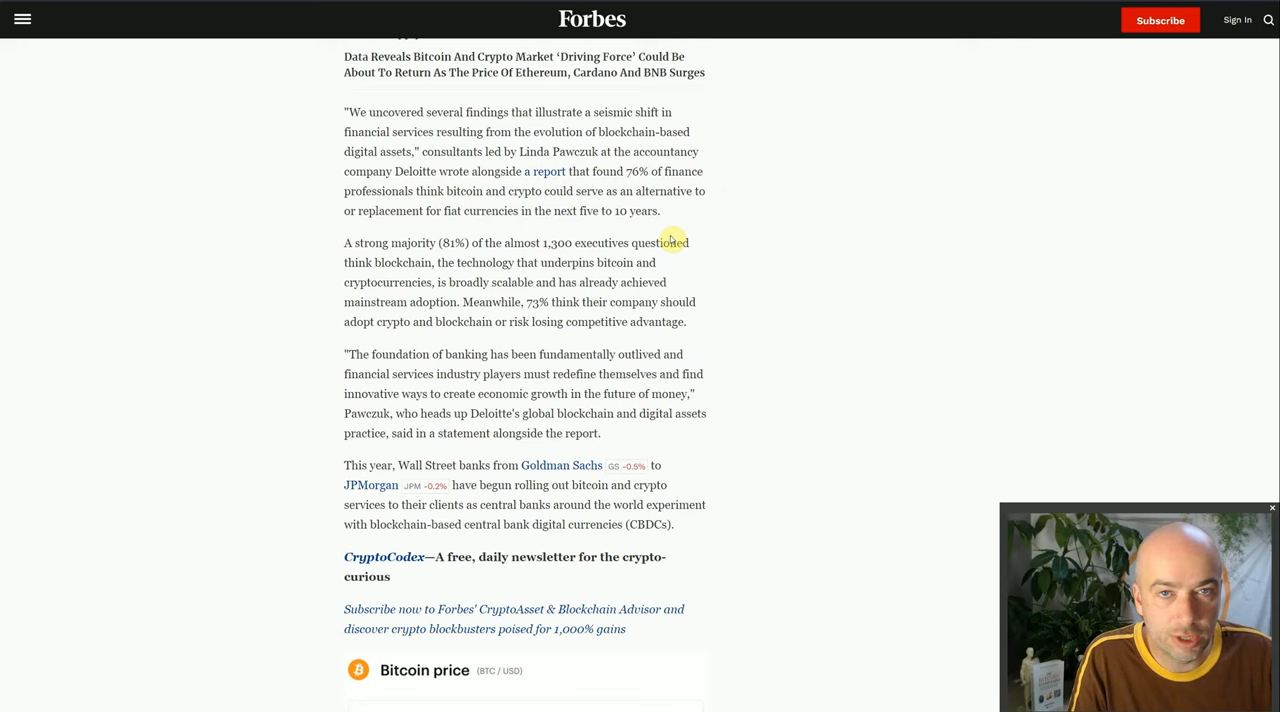 Forbes
Subscribe
Sign In
Data Reveals Bitcoin And Crypto Market ‘Driving Force’ Could Be
About To Return As The Price Of Ethereum, Cardano And BNB Surges
"We uncovered several findings that illustrate a seismic shift in
financial services resulting from the evolution of blockchain-based
digital assets," consultants led by Linda Pawczuk at the accountancy
company Deloitte wrote alongside a report that found 76% of finance
professionals think bitcoin and crypto could serve as an alternative to
or replacement for fiat currencies in the next five to 10 years.
A strong majority (81%) of the almost 1,300 executives questioned
think blockchain, the technology that underpins bitcoin and
cryptocurrencies, is broadly scalable and has already achieved
mainstream adoption. Meanwhile, 73% think their company should
adopt crypto and blockchain or risk losing competitive advantage.
"The foundation of banking has been fundamentally outlived and
financial services industry players must redefine themselves and find
innovative ways to create economic growth in the future of money,"
Pawczuk, who heads up Deloitte's global blockchain and digital assets
practice, said in a statement alongside the report.
This year, Wall Street banks from Goldman Sachs GS -0.5% to
JPMorgan JPM -0.2% have begun rolling out bitcoin and crypto
services to their clients as central banks around the world experiment
with blockchain-based central bank digital currencies (CBDCs).
CryptoCodex—A free, daily newsletter for the crypto-
curious
Subscribe now to Forbes' CryptoAsset & Blockchain Advisor and
discover crypto blockbusters poised for 1,000% gains
Bitcoin price (BTC / USD)